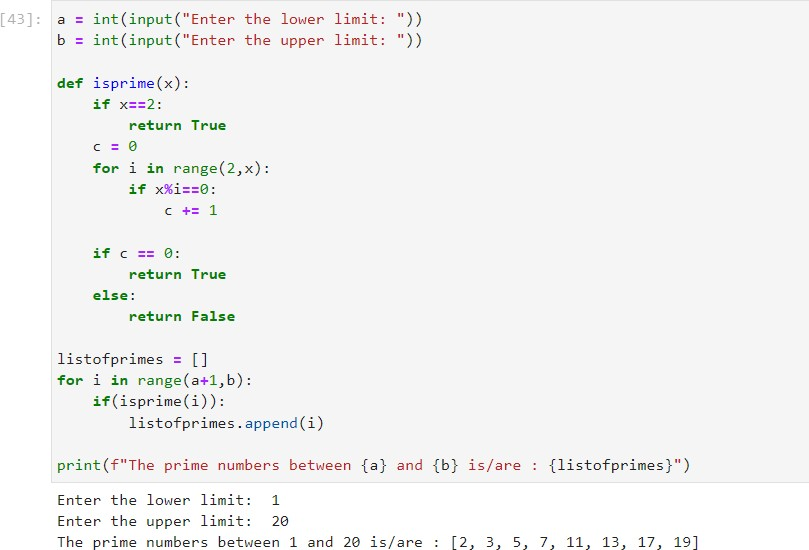 [43]: a = int(input("Enter the lower limit: "))
b = int(input("Enter the upper limit: "))
def isprime(x):
    if x==2:
        return True
    c = 0
    for i in range(2,x):
        if x%i==0:
            c += 1
    if c == 0:
        return True
    else:
        return False
listofprimes = []
for i in range(a+1,b):
    if(isprime(i)):
        listofprimes.append(i)
print(f"The prime numbers between {a} and {b} is/are : {listofprimes}")
Enter the lower limit:  1
Enter the upper limit:  20
The prime numbers between 1 and 20 is/are : [2, 3, 5, 7, 11, 13, 17, 19]